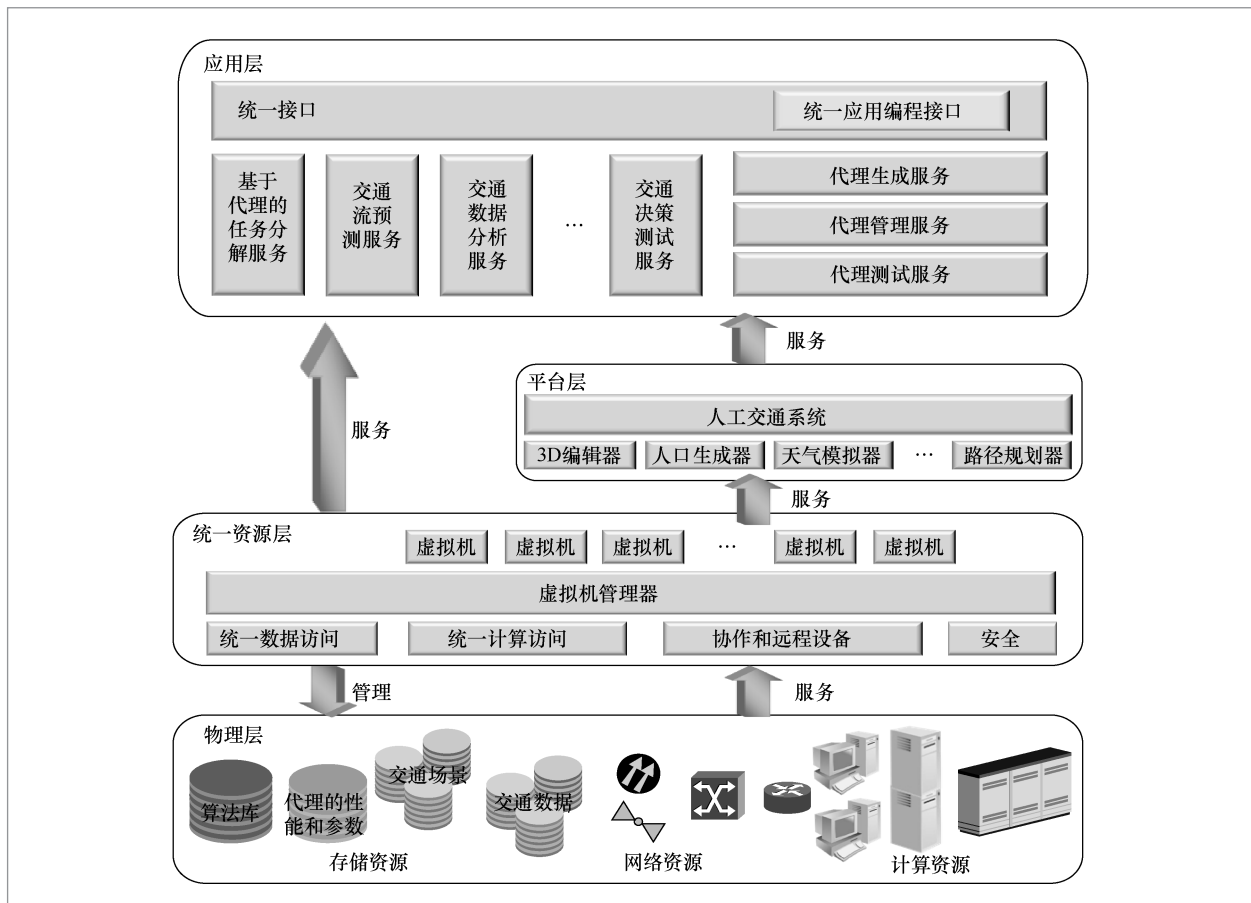 应用层
统一接口
统一应用编程接口
基于
代理的
任务分
解服务
交通
流预
测服务
交通
数据
分析
服务
…
交通
决策
测试
服务
代理生成服务
代理管理服务
代理测试服务
服务
服务
平台层
人工交通系统
3D编辑器
人口生成器
天气模拟器
…
路径规划器
服务
统一资源层
虚拟机
虚拟机
虚拟机
…
虚拟机
虚拟机
虚拟机管理器
统一数据访问
统一计算访问
协作和远程设备
安全
管理
服务
物理层
算法库
代理的性
能和参数
交通场景
交通数据
存储资源
网络资源
计算资源